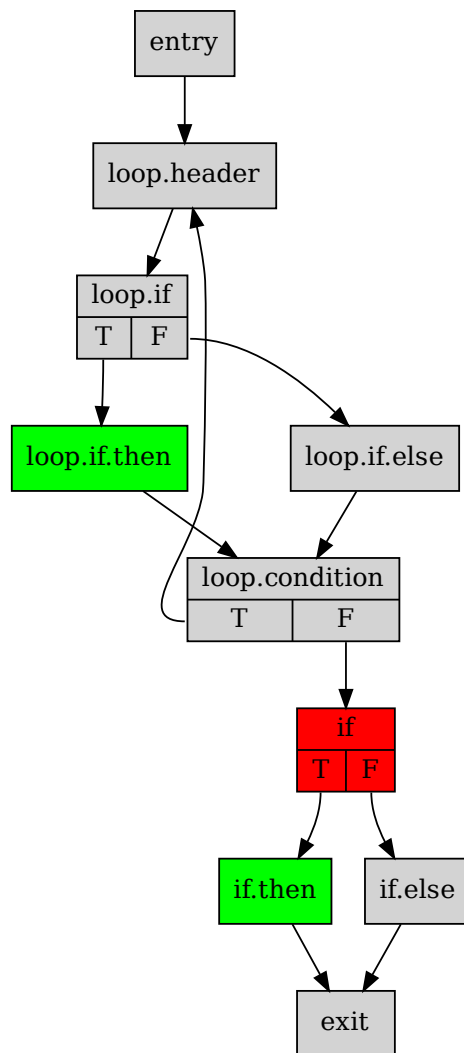 entry
loop.header
loop.if
T F
loop.if.then
loop.if.else
loop.condition
T F
if
T F
if.then
if.else
exit